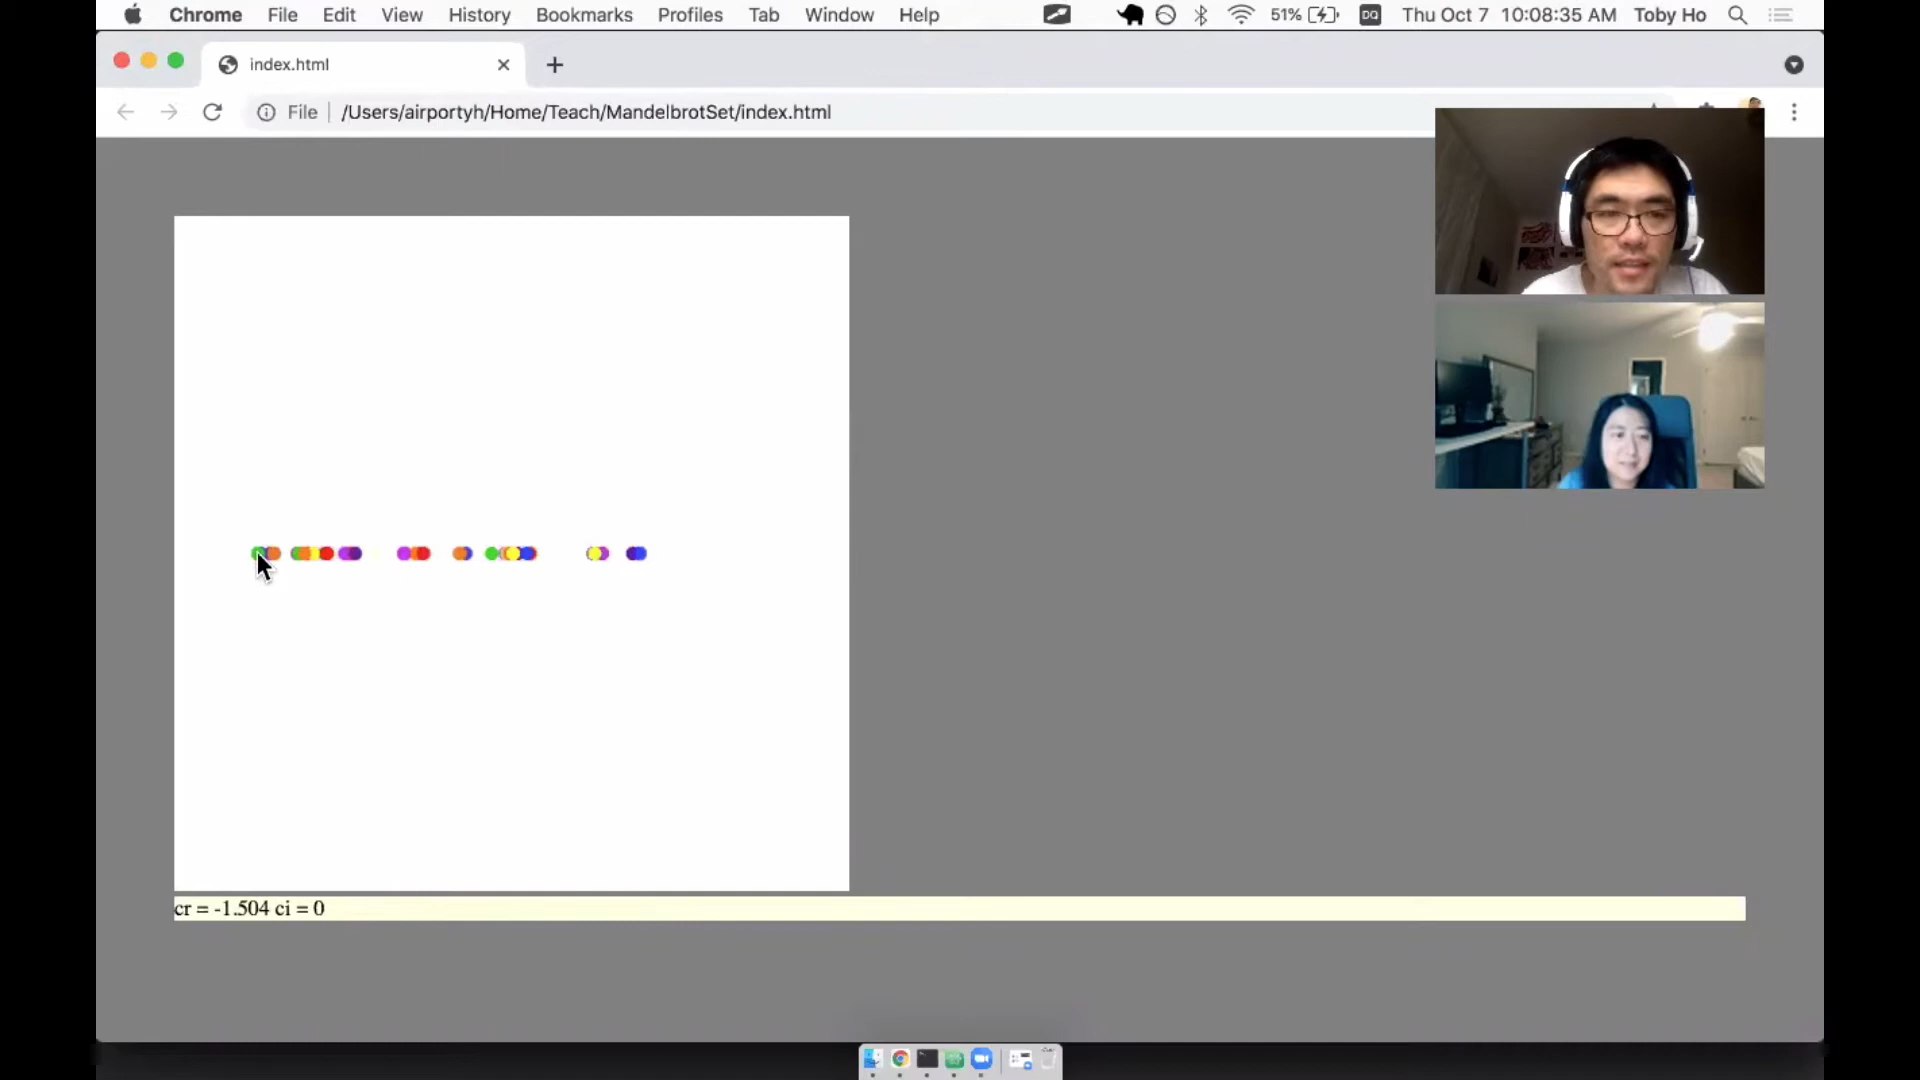 Chrome File Edit View History Bookmarks Profiles Tab Window Help 51% DQ Thu Oct 7 10:08:35 AM Toby Ho
index.html
File /Users/airportyh/Home/Teach/MandelbrotSet/index.html
cr = -1.504 ci = 0